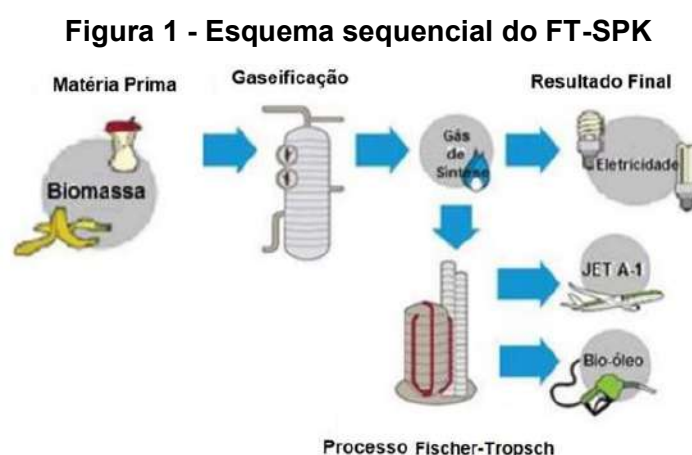 Figura 1 - Esquema sequencial do FT-SPK
Matéria Prima
Gaseificação
Resultado Final
Biomassa
Gás
de
Síntese
Eletricidade
JET A-1
Bio-óleo
Processo Fischer-Tropsch